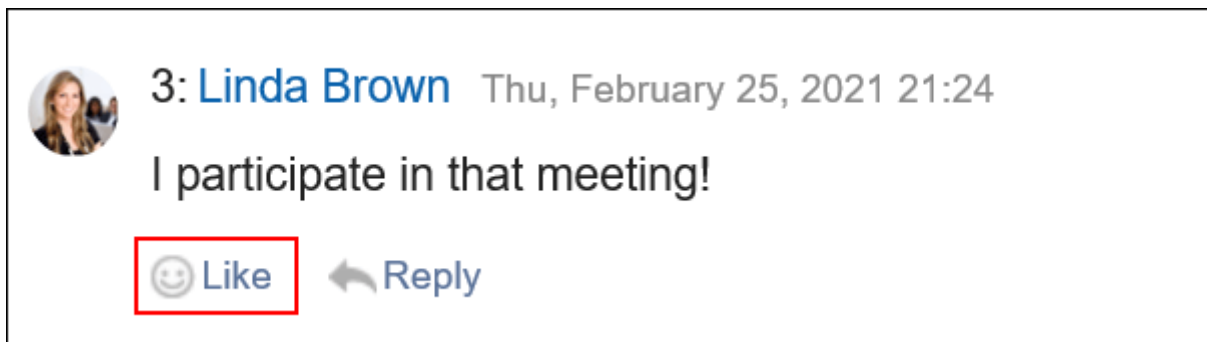 3: Linda Brown Thu, February 25, 2021 21:24
I participate in that meeting!
Like Reply